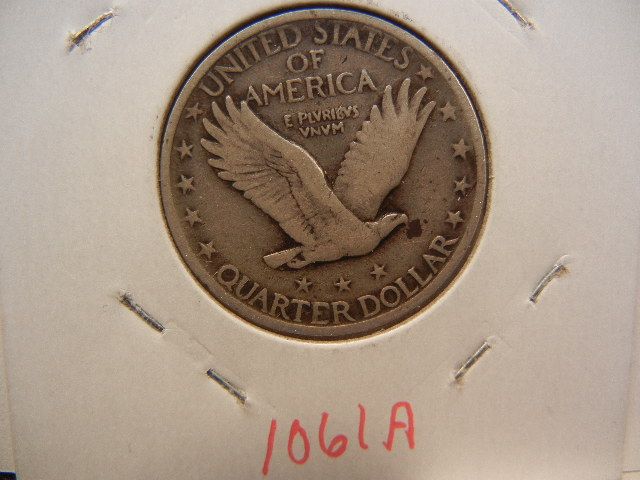 UNITED STATES
OF
AMERICA
E PLVRIBVS
VNVM
QUARTER DOLLAR
1061A